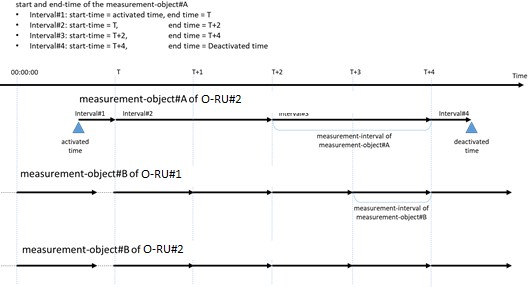 start and end-time of the measurement-object#A
• Interval#1: start-time = activated time, end time = T
• Interval#2: start-time = T, end time = T+2
• Interval#3: start-time = T+2, end time = T+4
• Interval#4: start-time = T+4, end time = Deactivated time
00:00:00 T T+1 T+2 T+3 T+4 Time
measurement-object#A of O-RU#2
Interval#1 Interval#2 Interval#3 Interval#4
activated
time
measurement-interval of
measurement-object#A
deactivated
time
measurement-object#B of O-RU#1
measurement-interval of
measurement-object#B
measurement-object#B of O-RU#2